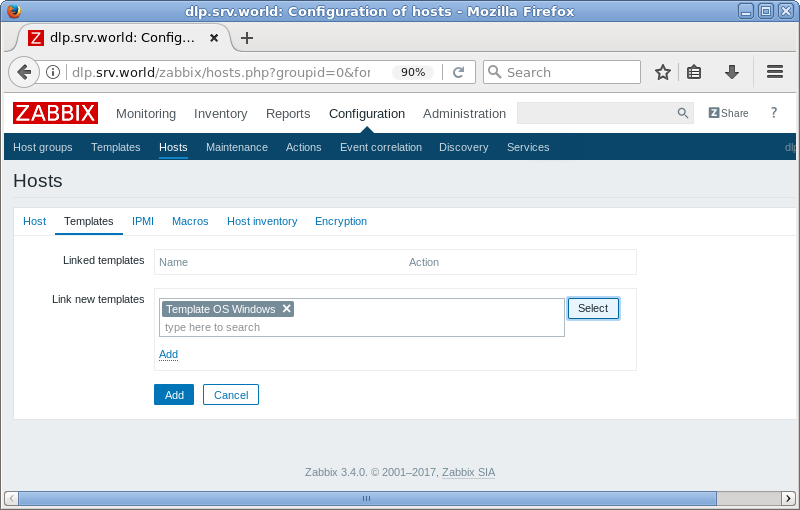 dlp.srv.world: Configuration of hosts - Mozilla Firefox
Z dlp.srv.world: Config...
dlp.srv.world/zabbix/hosts.php?groupid=0&for 90% Search
ZABBIX Monitoring Inventory Reports Configuration Administration Z Share ?
Host groups Templates Hosts Maintenance Actions Event correlation Discovery Services dlp
Hosts
Host Templates IPMI Macros Host inventory Encryption
Linked templates Name Action
Link new templates Template OS Windows Select
type here to search
Add
Add Cancel
Zabbix 3.4.0. © 2001–2017, Zabbix SIA